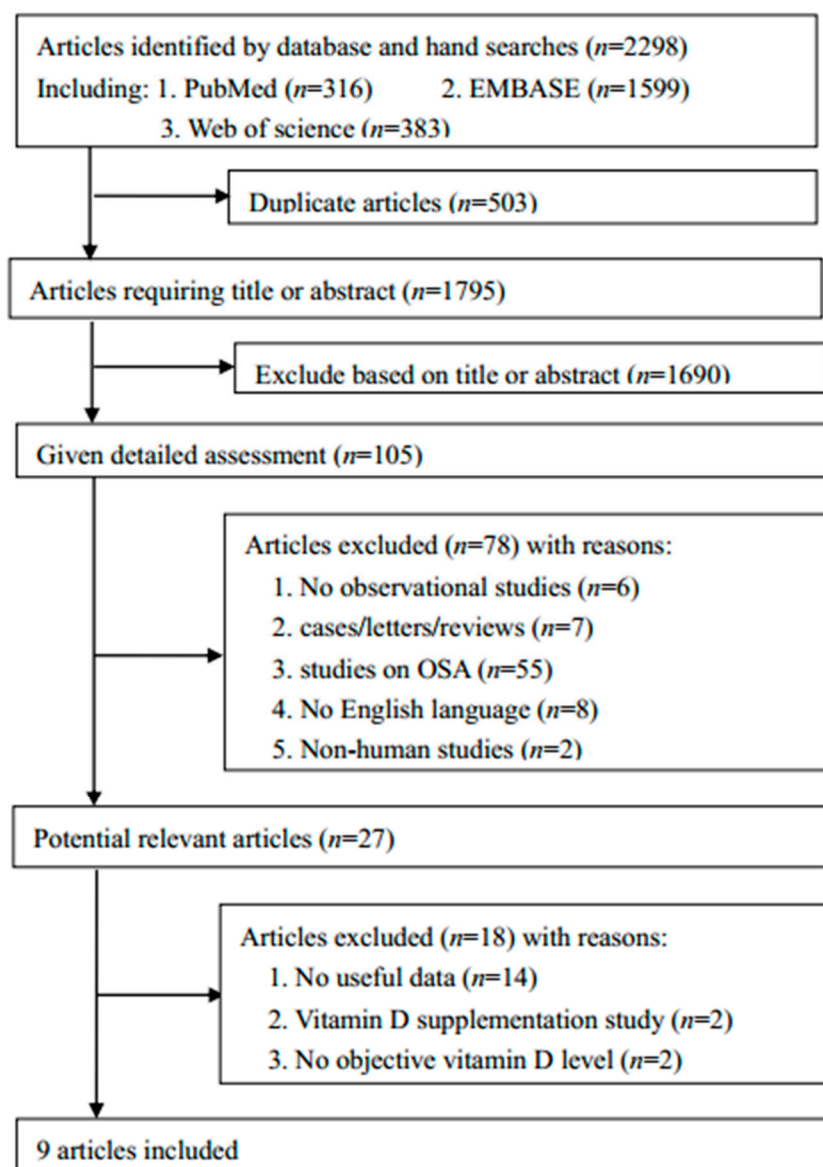 Articles identified by database and hand searches (n=2298)
Including: 1. PubMed (n=316) 2. EMBASE (n=1599)
3. Web of science (n=383)
Duplicate articles (n=503)
Articles requiring title or abstract (n=1795)
Exclude based on title or abstract (n=1690)
Given detailed assessment (n=105)
Articles excluded (n=78) with reasons:
1. No observational studies (n=6)
2. cases/letters/reviews (n=7)
3. studies on OSA (n=55)
4. No English language (n=8)
5. Non-human studies (n=2)
Potential relevant articles (n=27)
Articles excluded (n=18) with reasons:
1. No useful data (n=14)
2. Vitamin D supplementation study (n=2)
3. No objective vitamin D level (n=2)
9 articles included